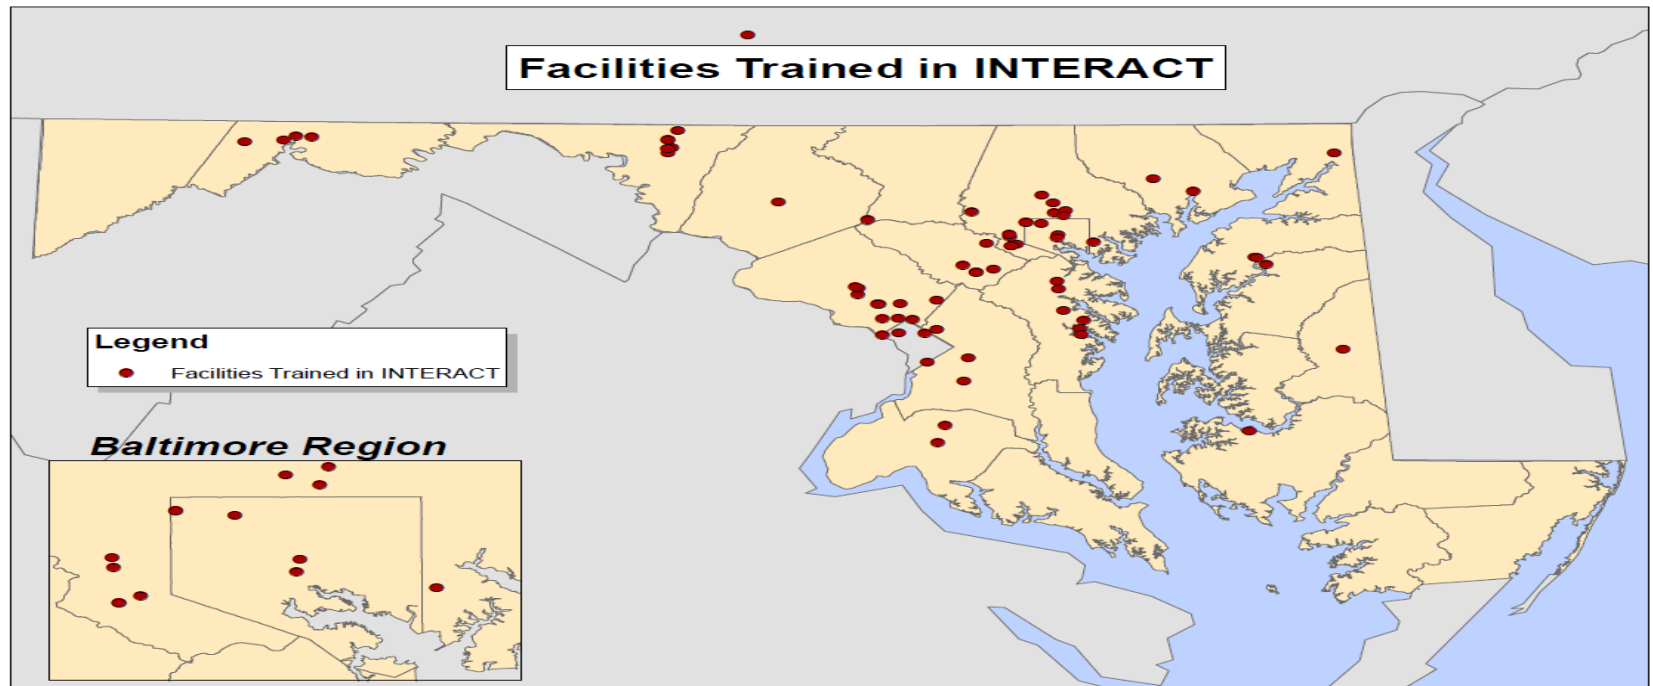 Facilities Trained in INTERACT
Legend
Facilities Trained in INTERACT
Baltimore Region